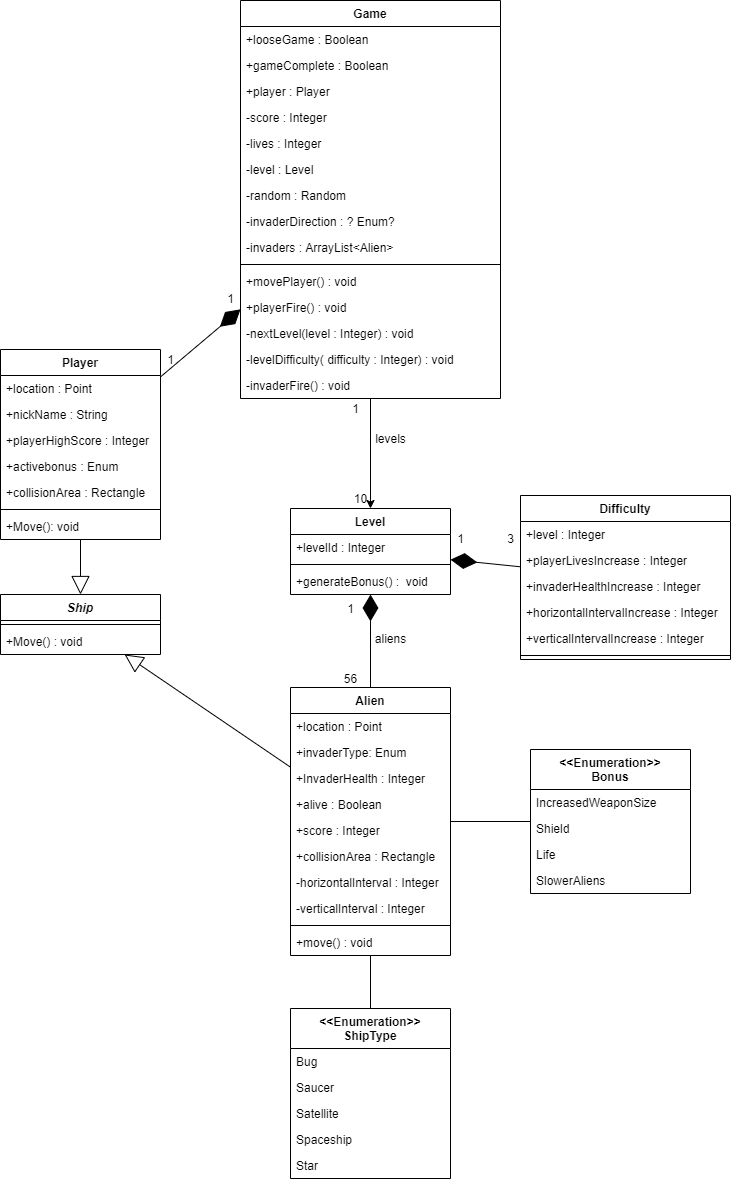 Game
+looseGame : Boolean
+gameComplete : Boolean
+player : Player
-score : Integer
-lives : Integer
-level : Level
-random : Random
-invaderDirection : ? Enum?
-invaders : ArrayList<Alien>
+movePlayer() : void
+playerFire() : void
-nextLevel(level : Integer) : void
-levelDifficulty( difficulty : Integer) : void
-invaderFire() : void
1
1
Player
+location : Point
+nickName : String
+playerHighScore : Integer
+activebonus : Enum
+collisionArea : Rectangle
+Move(): void
Ship
+Move() : void
1
levels
10
Level
+levelId : Integer
+generateBonus() : void
1
3
Difficulty
+level : Integer
+playerLivesIncrease : Integer
+invaderHealthIncrease : Integer
+horizontalIntervalIncrease : Integer
+verticalIntervalIncrease : Integer
1
aliens
56
Alien
+location : Point
+invaderType: Enum
+InvaderHealth : Integer
+alive : Boolean
+score : Integer
+collisionArea : Rectangle
-horizontalInterval : Integer
-verticalInterval : Integer
+move() : void
<<Enumeration>>
Bonus
IncreasedWeaponSize
Shield
Life
SlowerAliens
<<Enumeration>>
ShipType
Bug
Saucer
Satellite
Spaceship
Star